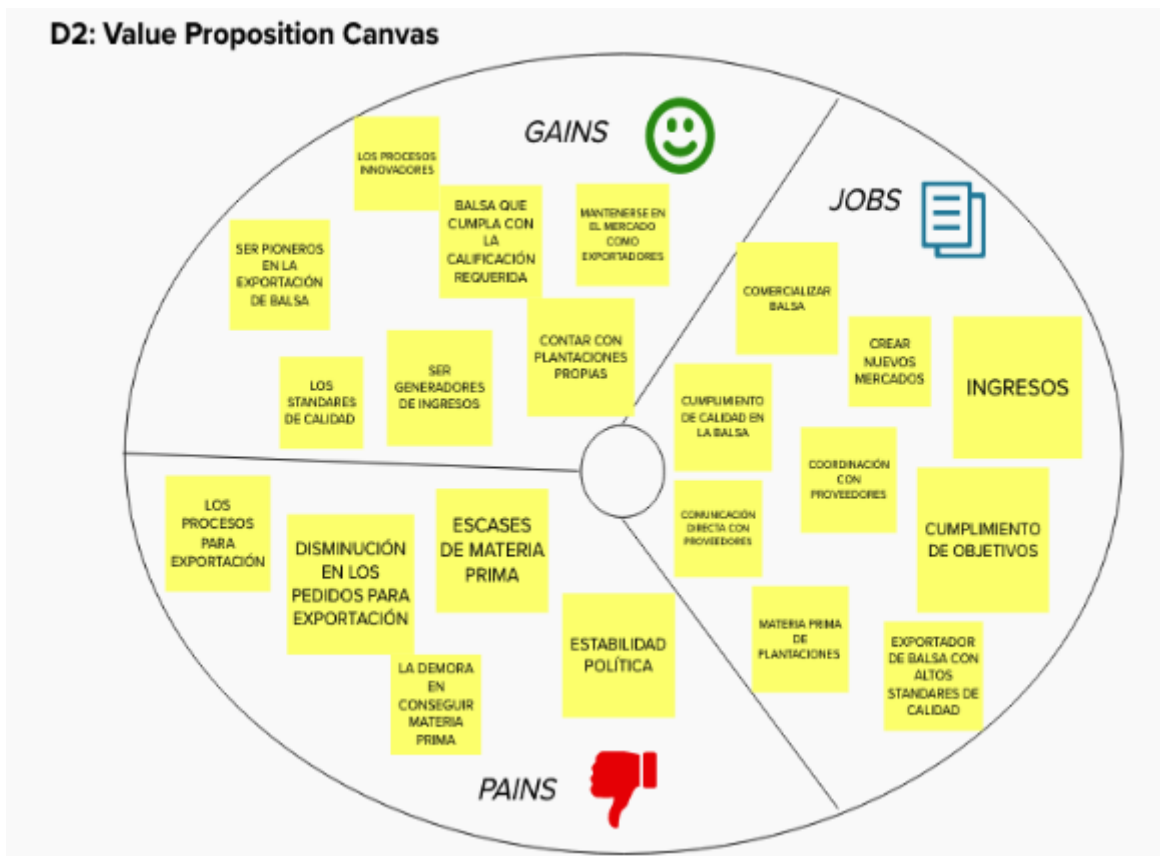 D2: Value Proposition Canvas
GAINS
LOS PROCESOS
INNOVADORES
BALSA QUE
CUMPLA CON
LA
CALIFICACIÓN
REQUERIDA
MANTENERSE EN
EL MERCADO
COMO
EXPORTADORES
SER PIONEROS
EN LA
EXPORTACIÓN
DE BALSA
CONTAR CON
PLANTACIONES
PROPIAS
LOS
STANDARES
DE CALIDAD
SER
GENERADORES
DE INGRESOS
JOBS
COMERCIALIZAR
BALSA
CREAR
NUEVOS
MERCADOS
INGRESOS
CUMPLIMIENTO
DE CALIDAD EN
LA BALSA
COORDINACIÓN
CON
PROVEEDORES
COMUNICACIÓN
DIRECTA CON
PROVEEDORES
CUMPLIMIENTO
DE OBJETIVOS
MATERIA PRIMA
DE
PLANTACIONES
EXPORTADOR
DE BALSA CON
ALTOS
STANDARES DE
CALIDAD
LOS
PROCESOS
PARA
EXPORTACIÓN
DISMINUCIÓN
EN LOS
PEDIDOS PARA
EXPORTACIÓN
ESCASES
DE MATERIA
PRIMA
ESTABILIDAD
POLÍTICA
LA DEMORA
EN
CONSEGUIR
MATERIA
PRIMA
PAINS